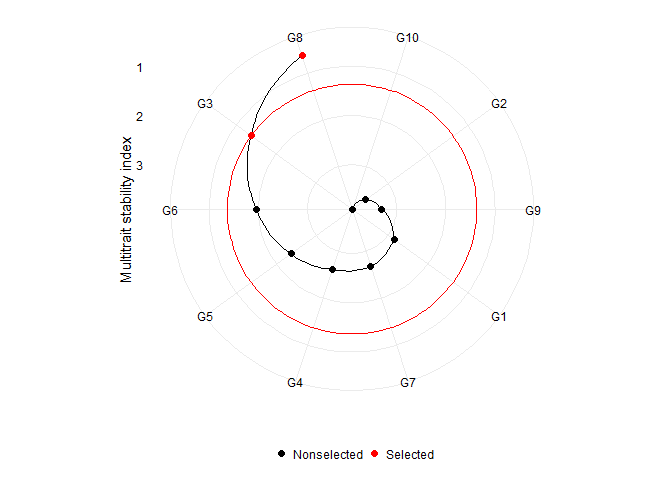 G8
G10
1
G3
G2
2
3
Multitrait stability index
G6
G9
G5
G1
G4
G7
Nonselected
Selected